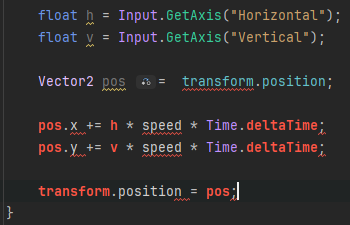 float h = Input.GetAxis("Horizontal");
float v = Input.GetAxis("Vertical");
Vector2 pos = transform.position;
pos.x += h * speed * Time.deltaTime;
pos.y += v * speed * Time.deltaTime;
transform.position = pos;
}